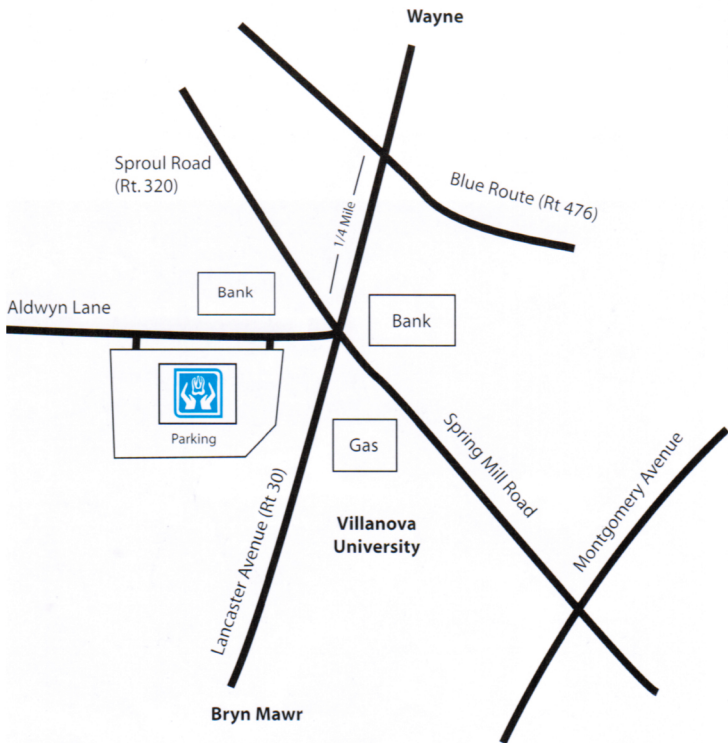 Wayne
Sproul Road
(Rt. 320)
Blue Route (Rt 476)
1/4 Mile
Bank
Aldwyn Lane
Bank
Parking
Gas
Spring Mill Road
Montgomery Avenue
Lancaster Avenue (Rt 30)
Villanova
University
Bryn Mawr